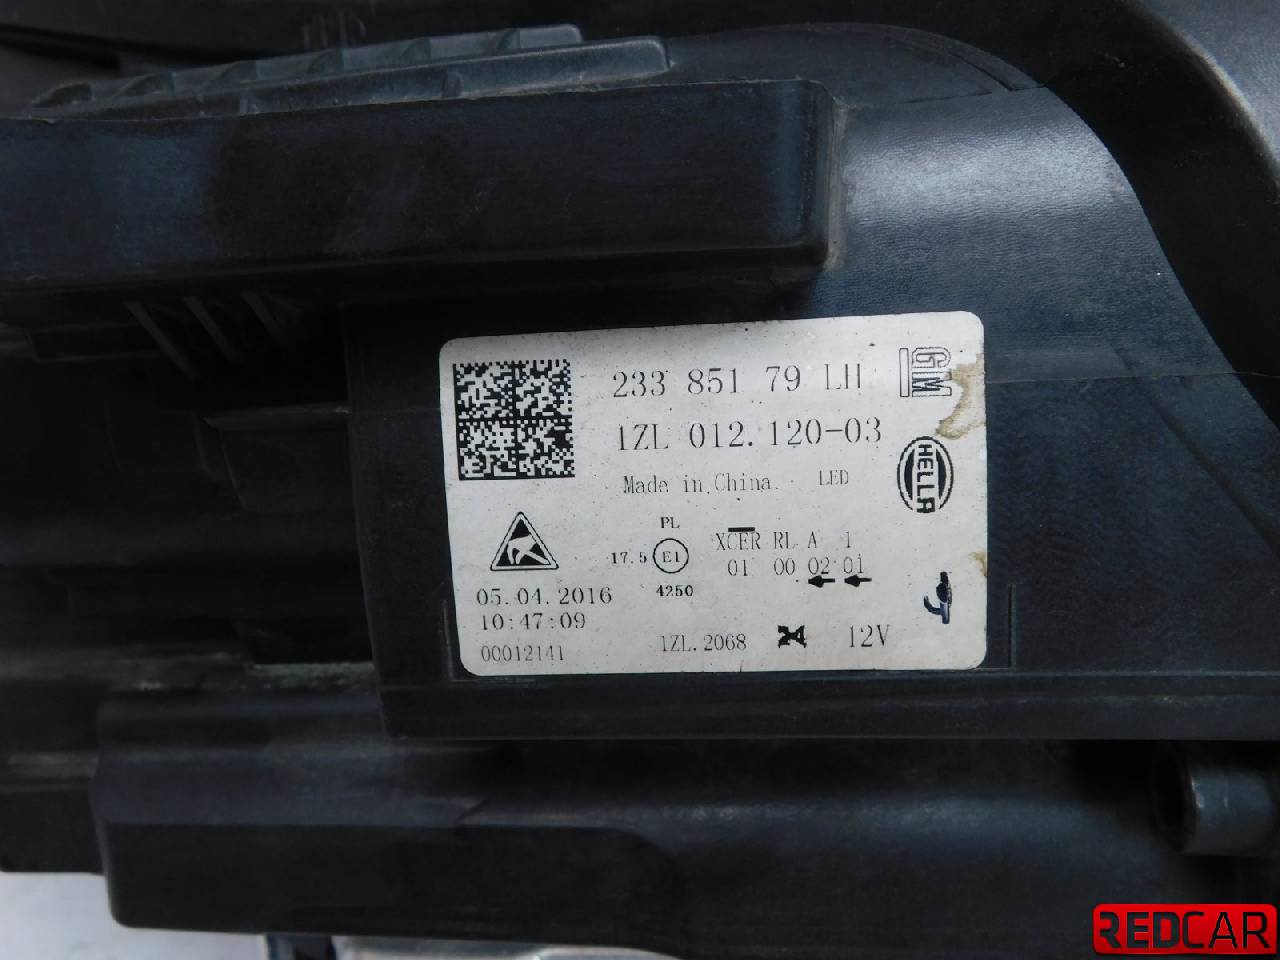 233 851 79 LH
GM
1ZL 012.120-03
HELLA
Made in China. LED
PL
17.5 E1
4250
XCER RL A 1
01 00 02 01
05.04.2016
10:47:09
00012141
1ZL.2068
12V
REDCAR